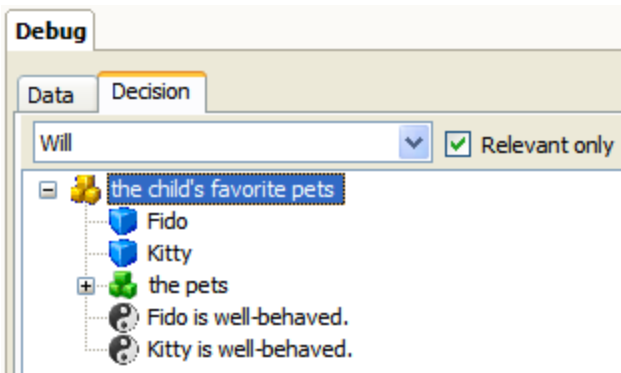 Debug
Data Decision
Will Relevant only
the child's favorite pets
Fido
Kitty
the pets
Fido is well-behaved.
Kitty is well-behaved.